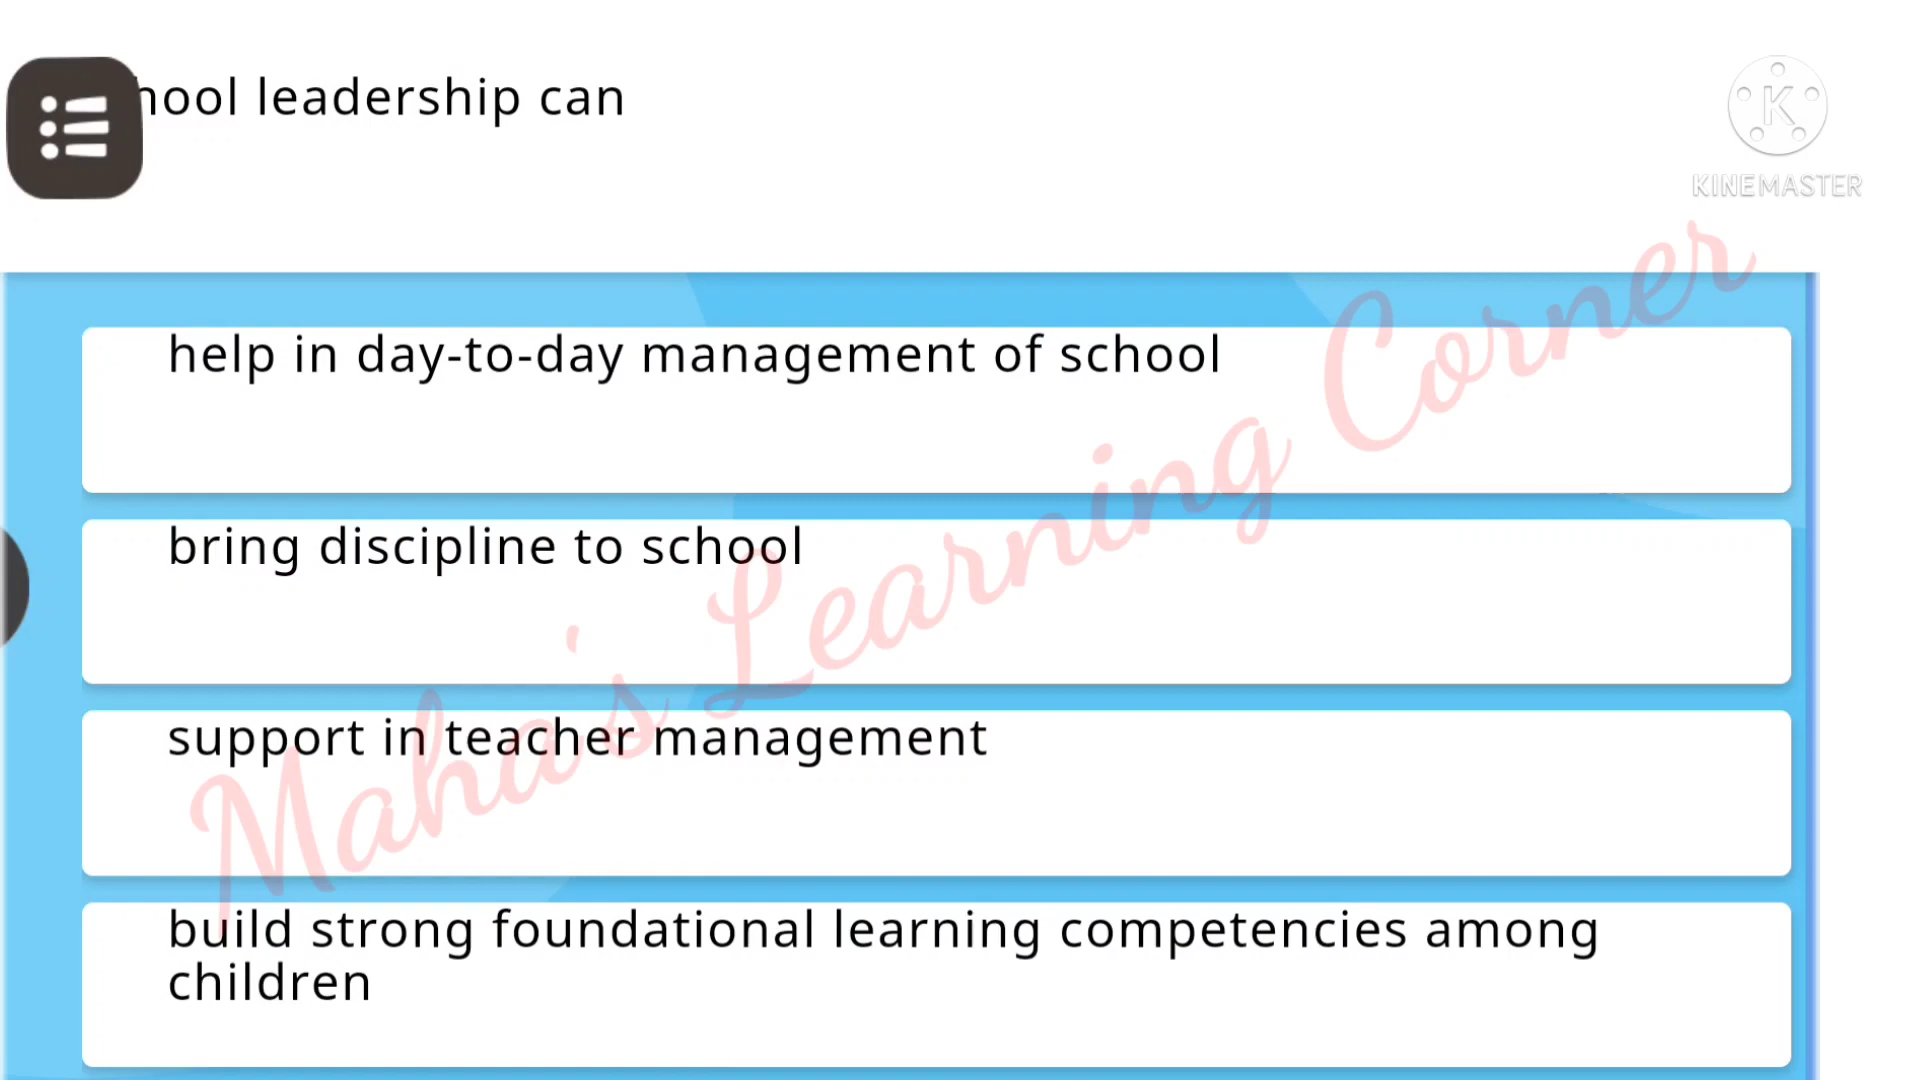 hool leadership can
KINEMASTER
help in day-to-day management of school
bring discipline to school
support in teacher management
build strong foundational learning competencies among
children
Maha's Learning Corner